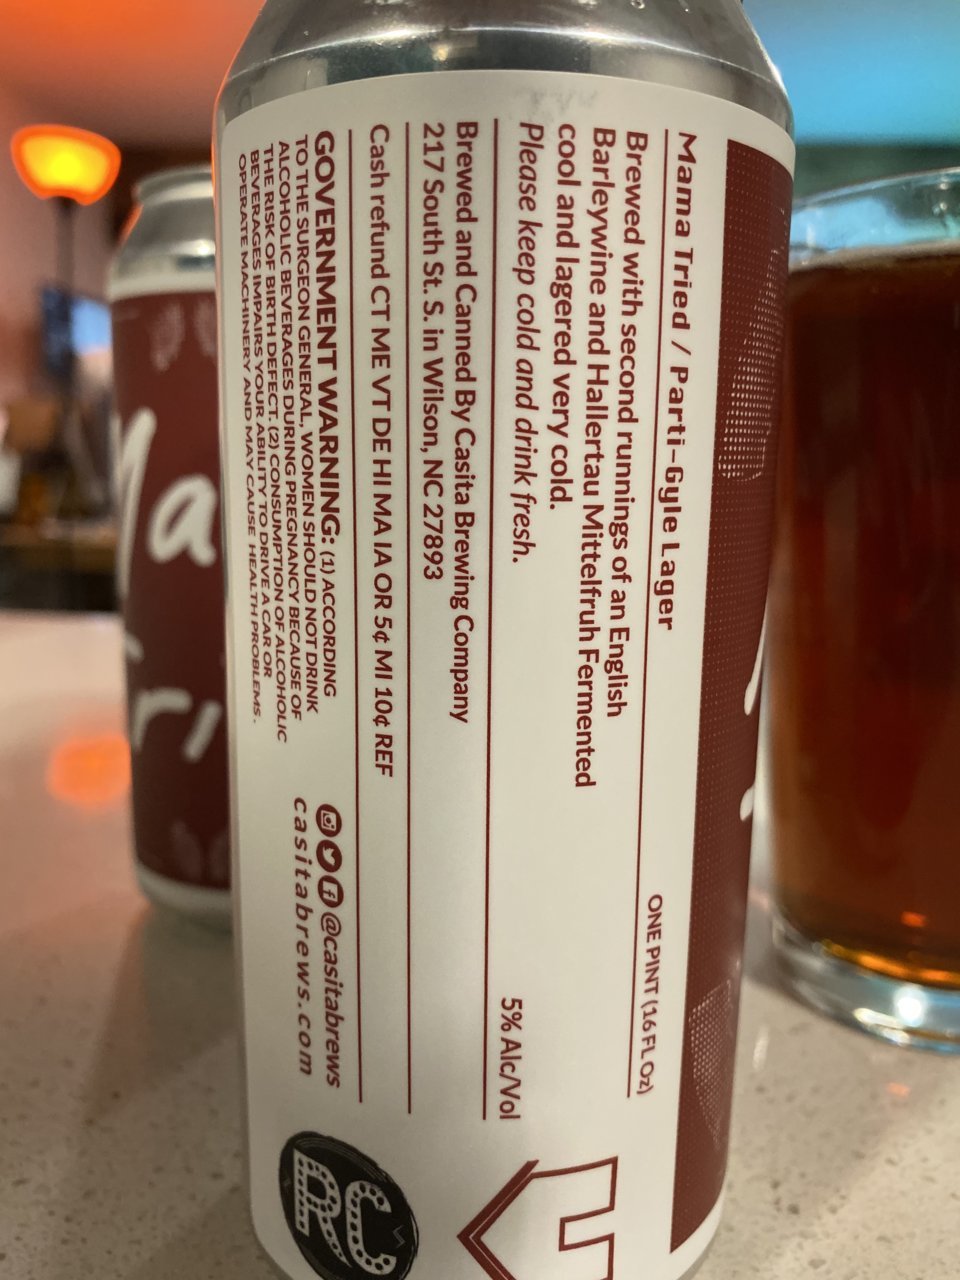 Mama Tried / Parti-Gyle Lager
ONE PINT (16 FL Oz)
Brewed with second runnings of an English
Barleywine and Hallertau Mittelfruh Fermented
cool and lagered very cold.
Please keep cold and drink fresh.
5% Alc/Vol
Brewed and Canned By Casita Brewing Company
217 South St. S. in Wilson, NC 27893
Cash refund CT ME VT DE HI MA IA OR 5¢ MI 10¢ REF
GOVERNMENT WARNING: (1) ACCORDING
TO THE SURGEON GENERAL, WOMEN SHOULD NOT DRINK
ALCOHOLIC BEVERAGES DURING PREGNANCY BECAUSE OF
THE RISK OF BIRTH DEFECT. (2) CONSUMPTION OF ALCOHOLIC
BEVERAGES IMPAIRS YOUR ABILITY TO DRIVE A CAR OR
OPERATE MACHINERY AND MAY CAUSE HEALTH PROBLEMS.
@casitabrews
casitabrews.com
RC